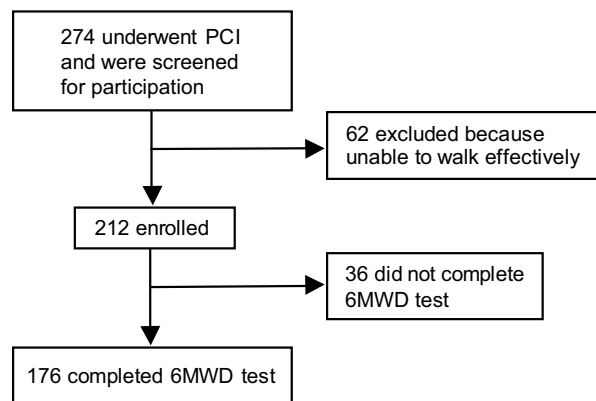 274 underwent PCI
and were screened
for participation
62 excluded because
unable to walk effectively
212 enrolled
36 did not complete
6MWD test
176 completed 6MWD test